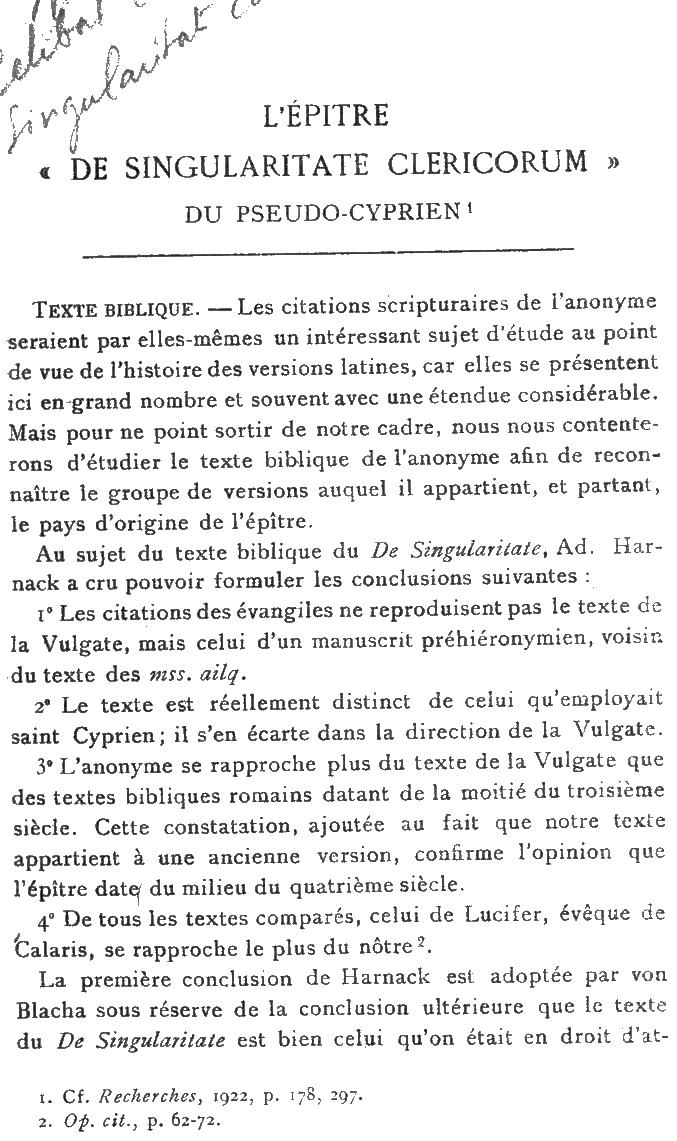 Celibat
Singularitat
L'ÉPITRE
« DE SINGULARITATE CLERICORUM »
DU PSEUDO-CYPRIEN¹
TEXTE BIBLIQUE. — Les citations scripturaires de l'anonyme
seraient par elles-mêmes un intéressant sujet d'étude au point
de vue de l'histoire des versions latines, car elles se présentent
ici en grand nombre et souvent avec une étendue considérable.
Mais pour ne point sortir de notre cadre, nous nous contente-
rons d'étudier le texte biblique de l'anonyme afin de recon-
naître le groupe de versions auquel il appartient, et partant,
le pays d'origine de l'épître.
Au sujet du texte biblique du De Singularitate, Ad. Har-
nack a cru pouvoir formuler les conclusions suivantes :
1° Les citations des évangiles ne reproduisent pas le texte de
la Vulgate, mais celui d'un manuscrit préhiéronymien, voisin
du texte des mss. ailq.
2° Le texte est réellement distinct de celui qu'employait
saint Cyprien; il s'en écarte dans la direction de la Vulgate.
3° L'anonyme se rapproche plus du texte de la Vulgate que
des textes bibliques romains datant de la moitié du troisième
siècle. Cette constatation, ajoutée au fait que notre texte
appartient à une ancienne version, confirme l'opinion que
l'épître date du milieu du quatrième siècle.
4° De tous les textes comparés, celui de Lucifer, évêque de
Calaris, se rapproche le plus du nôtre².
La première conclusion de Harnack est adoptée par von
Blacha sous réserve de la conclusion ultérieure que le texte
du De Singularitate est bien celui qu'on était en droit d'at-
1. Cf. Recherches, 1922, p. 178, 297.
2. Op. cit., p. 62-72.